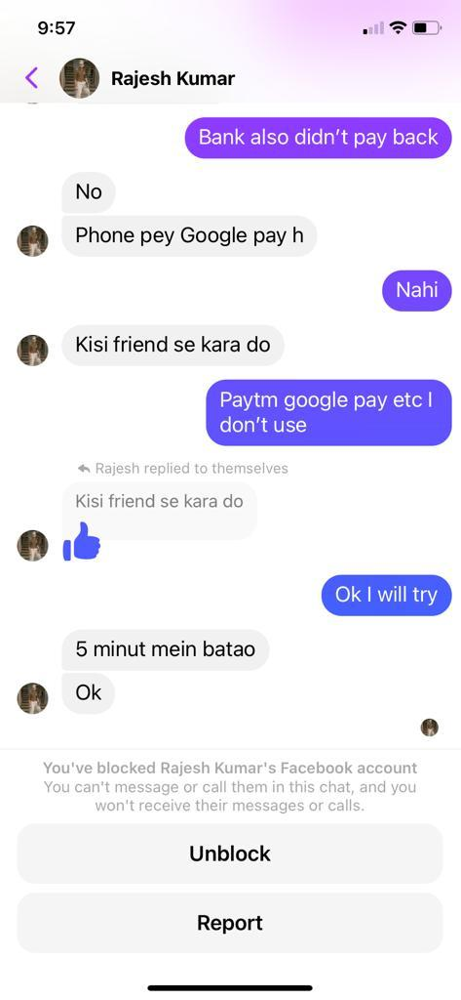 9:57
Rajesh Kumar
Bank also didn't pay back
No
Phone pey Google pay h
Nahi
Kisi friend se kara do
Paytm google pay etc I
don't use
Rajesh replied to themselves
Kisi friend se kara do
Ok I will try
5 minut mein batao
Ok
You've blocked Rajesh Kumar's Facebook account
You can't message or call them in this chat, and you
won't receive their messages or calls.
Unblock
Report